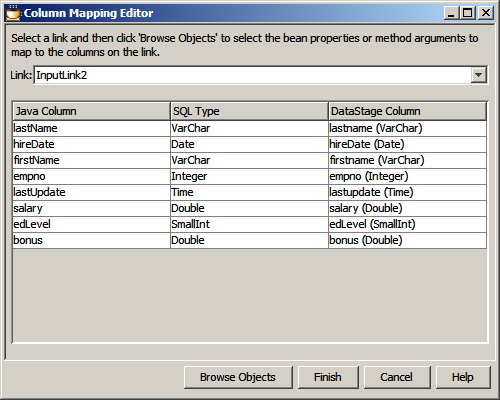 Column Mapping Editor
Select a link and then click 'Browse Objects' to select the bean properties or method arguments to
map to the columns on the link.
Link: InputLink2
Java Column SQL Type DataStage Column
lastName VarChar lastname (VarChar)
hireDate Date hireDate (Date)
firstName VarChar firstname (VarChar)
empno Integer empno (Integer)
lastUpdate Time lastupdate (Time)
salary Double salary (Double)
edLevel SmallInt edLevel (SmallInt)
bonus Double bonus (Double)
Browse Objects Finish Cancel Help